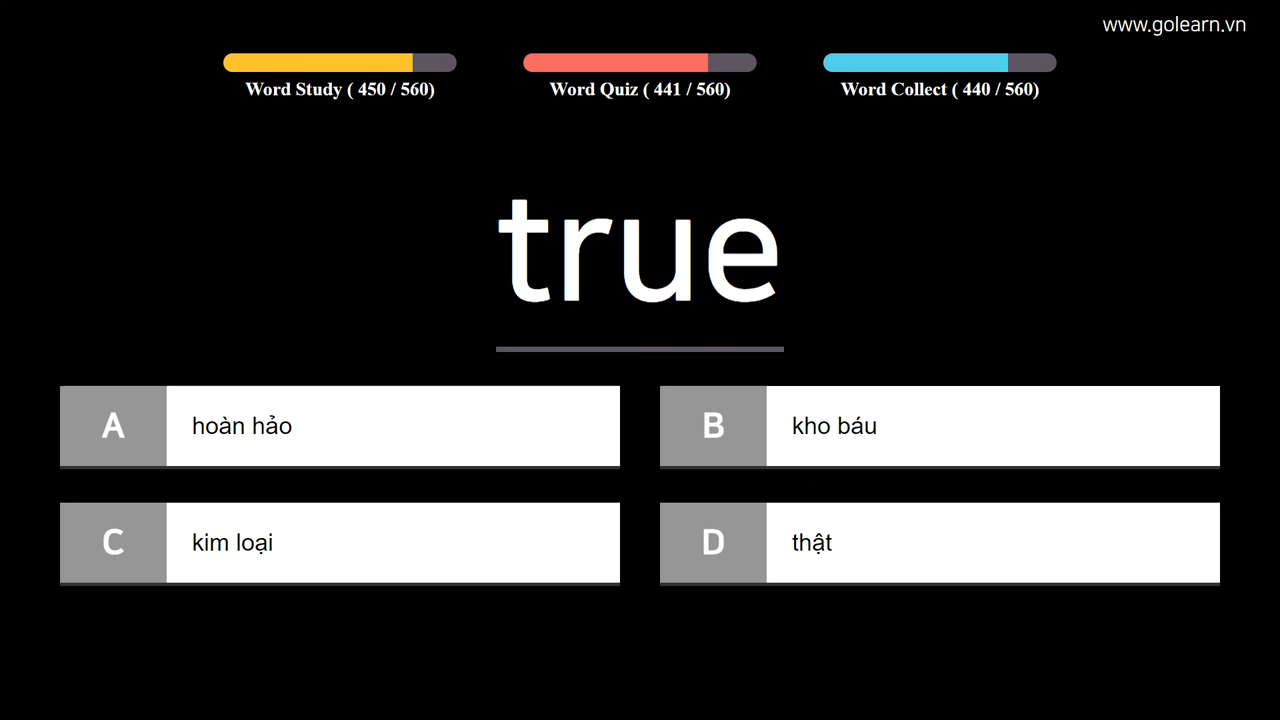 www.golearn.vn
Word Study ( 450 / 560)
Word Quiz ( 441 / 560)
Word Collect ( 440 / 560)
true
A hoàn hảo
B kho báu
C kim loại
D thật